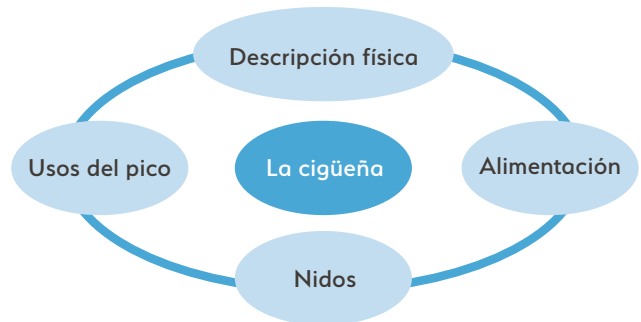 Descripción física
Usos del pico
La cigüeña
Alimentación
Nidos